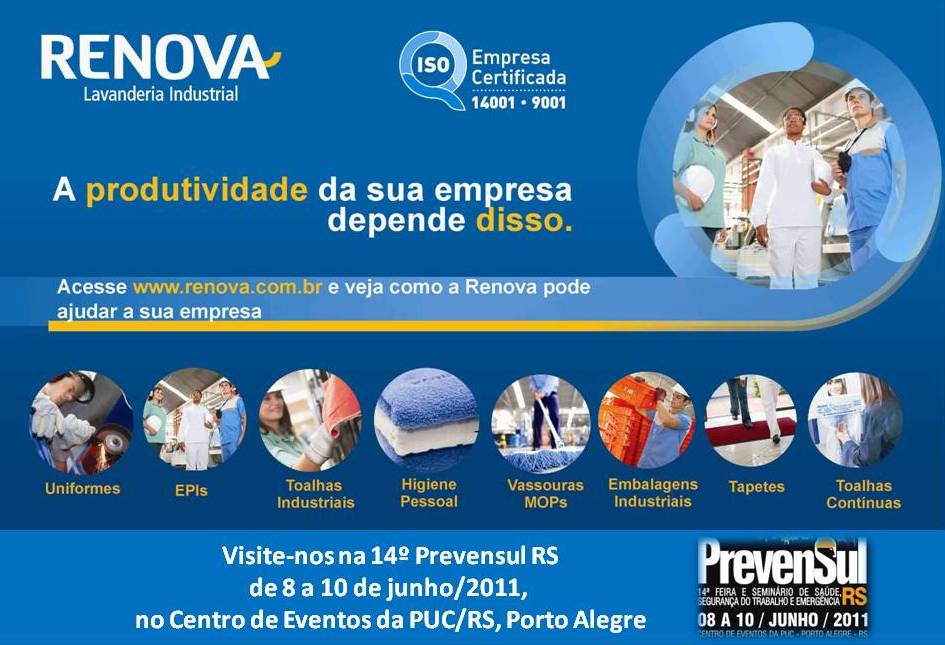 RENOVA
Lavanderia Industrial
ISO
Empresa
Certificada
14001 • 9001
A produtividade da sua empresa
depende disso.
Acesse www.renova.com.br e veja como a Renova pode
ajudar a sua empresa
Uniformes
EPIs
Toalhas
Industriais
Higiene
Pessoal
Vassouras
MOPs
Embalagens
Industriais
Tapetes
Toalhas
Contínuas
Visite-nos na 14º Prevensul RS
de 8 a 10 de junho/2011,
no Centro de Eventos da PUC/RS, Porto Alegre
PrevenSul
14ª FEIRA E SEMINÁRIO DE SAÚDE,
SEGURANÇA DO TRABALHO E EMERGÊNCIA RS
08 A 10 / JUNHO / 2011
CENTRO DE EVENTOS DA PUC - PORTO ALEGRE - RS